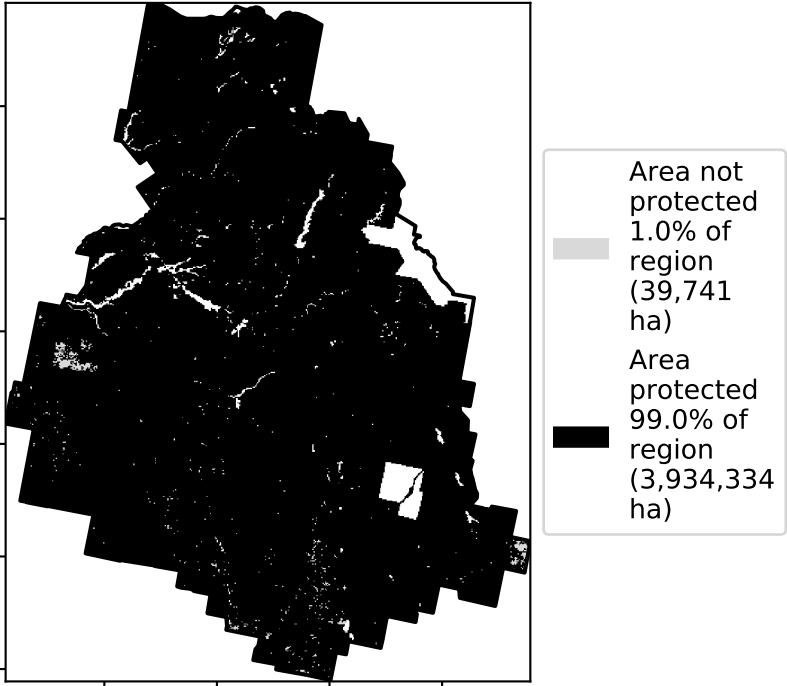 Area not
protected
1.0% of
region
(39,741
ha)
Area
protected
99.0% of
region
(3,934,334
ha)